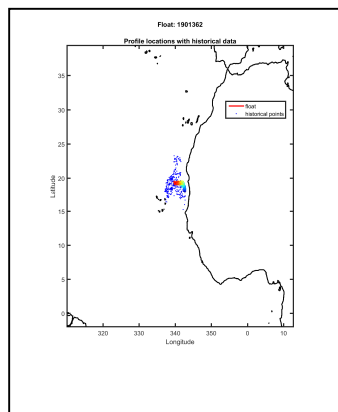 Float: 1901362
Profile locations with historical data
35
30
25
20
15
10
5
0
Latitude
float
historical points
320
330
340
350
0
10
Longitude